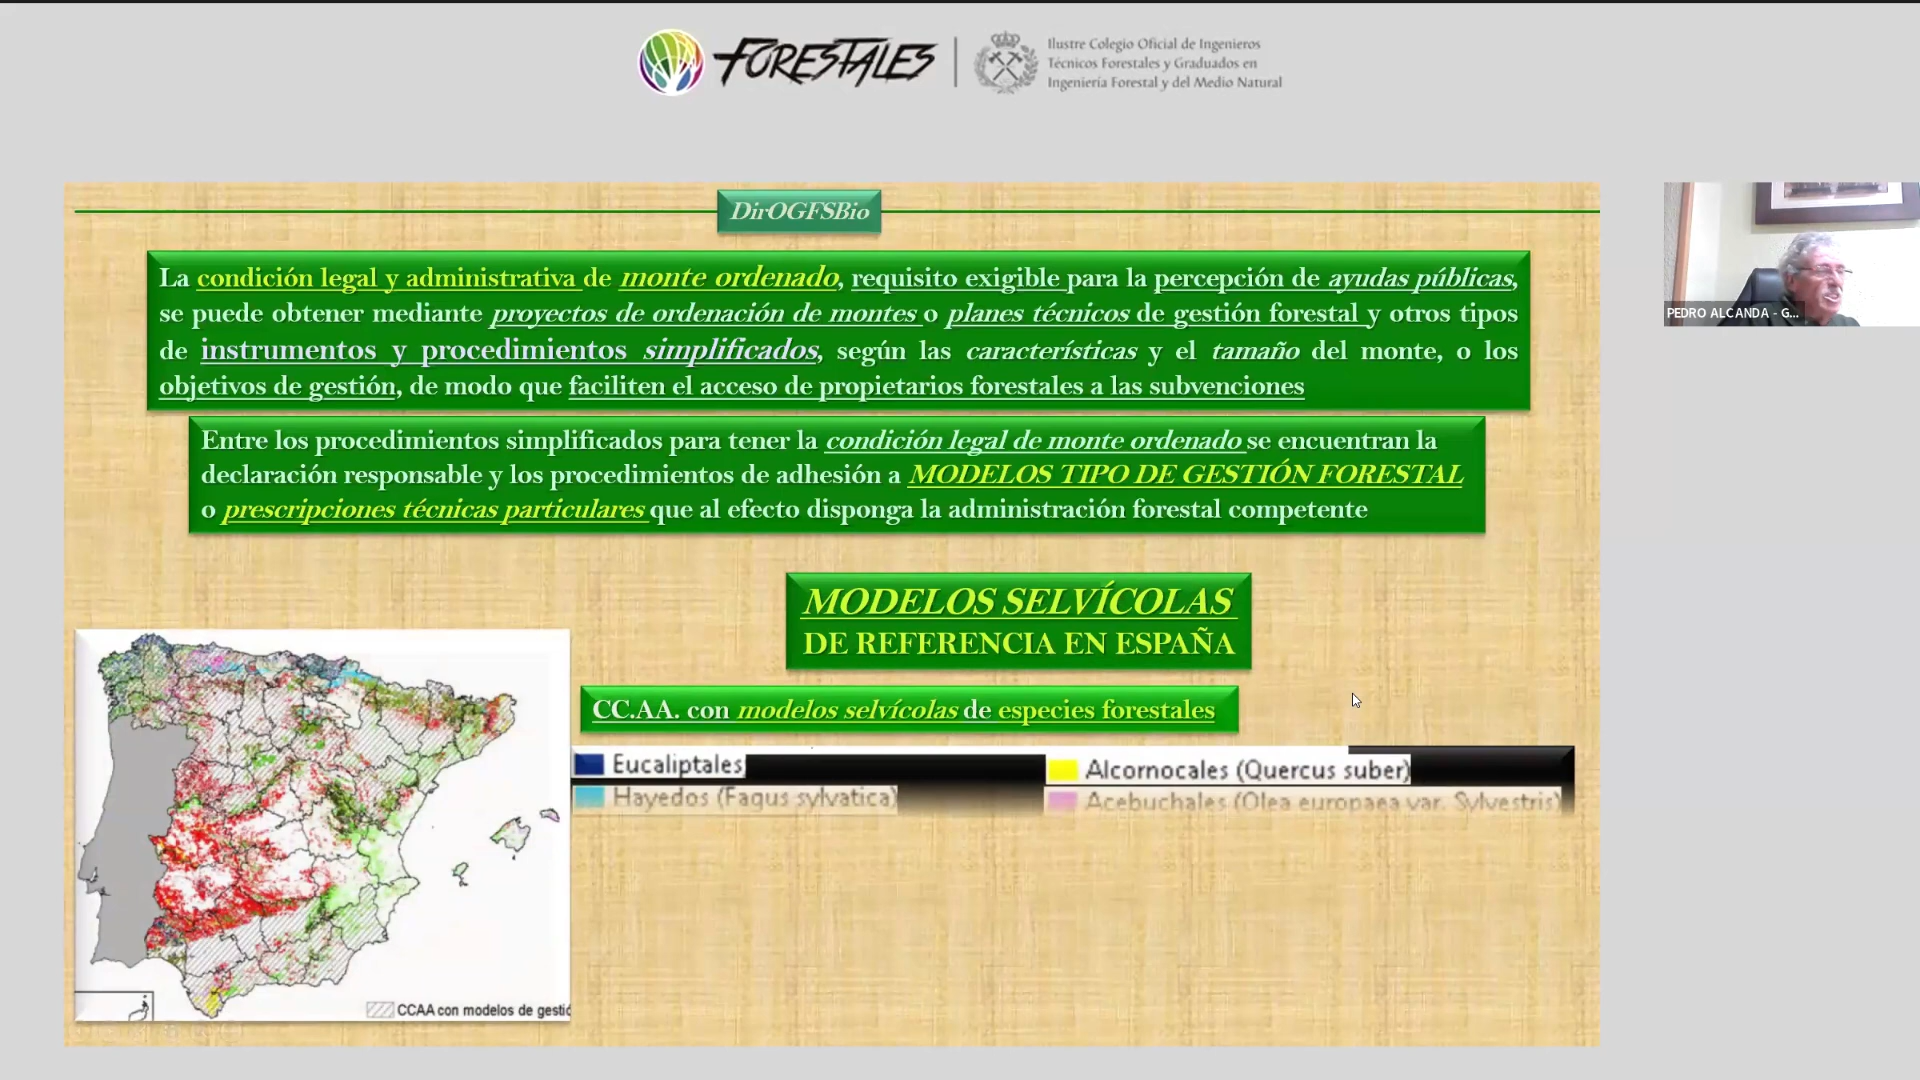 FORESTALES
Ilustre Colegio Oficial de Ingenieros
Técnicos Forestales y Graduados en
Ingeniería Forestal y del Medio Natural
DirOGFSBio
La condición legal y administrativa de monte ordenado, requisito exigible para la percepción de ayudas públicas,
se puede obtener mediante proyectos de ordenación de montes o planes técnicos de gestión forestal y otros tipos
de instrumentos y procedimientos simplificados, según las características y el tamaño del monte, o los
objetivos de gestión, de modo que faciliten el acceso de propietarios forestales a las subvenciones
PEDRO ALCANDA - G...
Entre los procedimientos simplificados para tener la condición legal de monte ordenado se encuentran la
declaración responsable y los procedimientos de adhesión a MODELOS TIPO DE GESTIÓN FORESTAL
o prescripciones técnicas particulares que al efecto disponga la administración forestal competente
MODELOS SELVÍCOLAS
DE REFERENCIA EN ESPAÑA
CC.AA. con modelos selvícolas de especies forestales
Eucaliptales
Hayedos (Fagus sylvatica)
Alcornocales (Quercus suber)
Acebuchales (Olea europaea var. Sylvestris)
CCAA con modelos de gestió